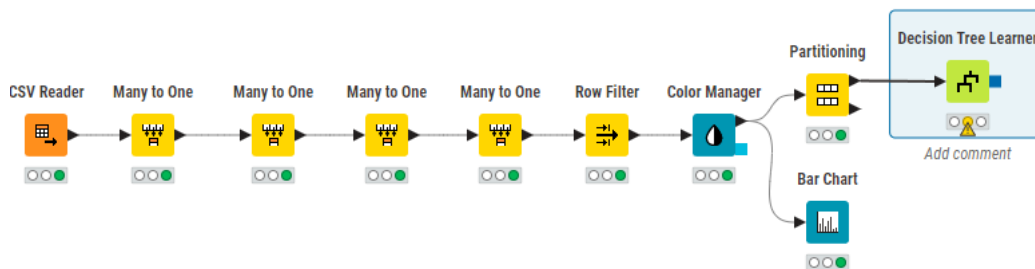 Decision Tree Learner
Partitioning
CSV Reader
Many to One
Many to One
Many to One
Many to One
Row Filter
Color Manager
Add comment
Bar Chart